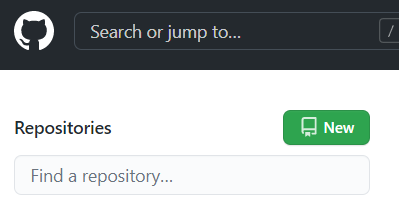 Search or jump to...
/
Repositories
New
Find a repository...